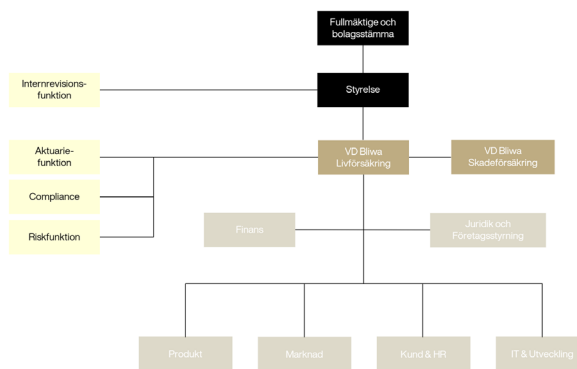 Fullmäktige och
bolagsstämma
Internrevisions-
funktion
Styrelse
Aktuarie-
funktion
VD Bliwa
Livförsäkring
VD Bliwa
Skadeförsäkring
Compliance
Riskfunktion
Finans
Juridik och
Företagsstyrning
Produkt
Marknad
Kund & HR
IT & Utveckling